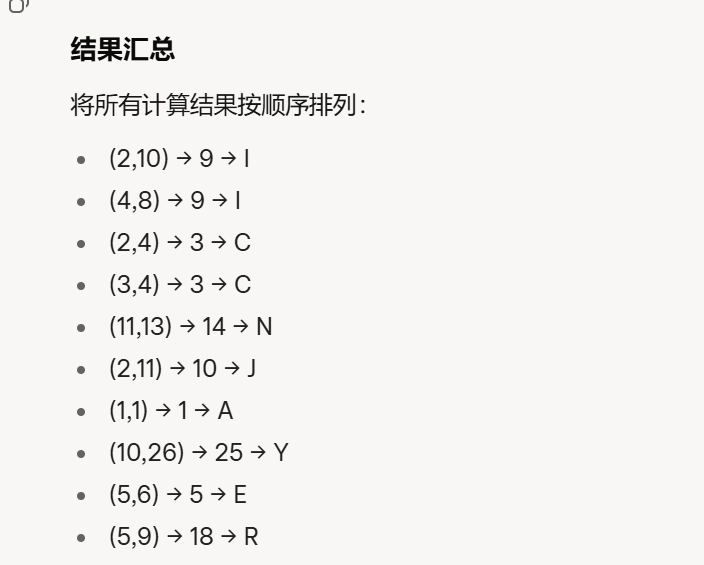 结果汇总
将所有计算结果按顺序排列：
• (2,10) → 9 → I
• (4,8) → 9 → I
• (2,4) → 3 → C
• (3,4) → 3 → C
• (11,13) → 14 → N
• (2,11) → 10 → J
• (1,1) → 1 → A
• (10,26) → 25 → Y
• (5,6) → 5 → E
• (5,9) → 18 → R